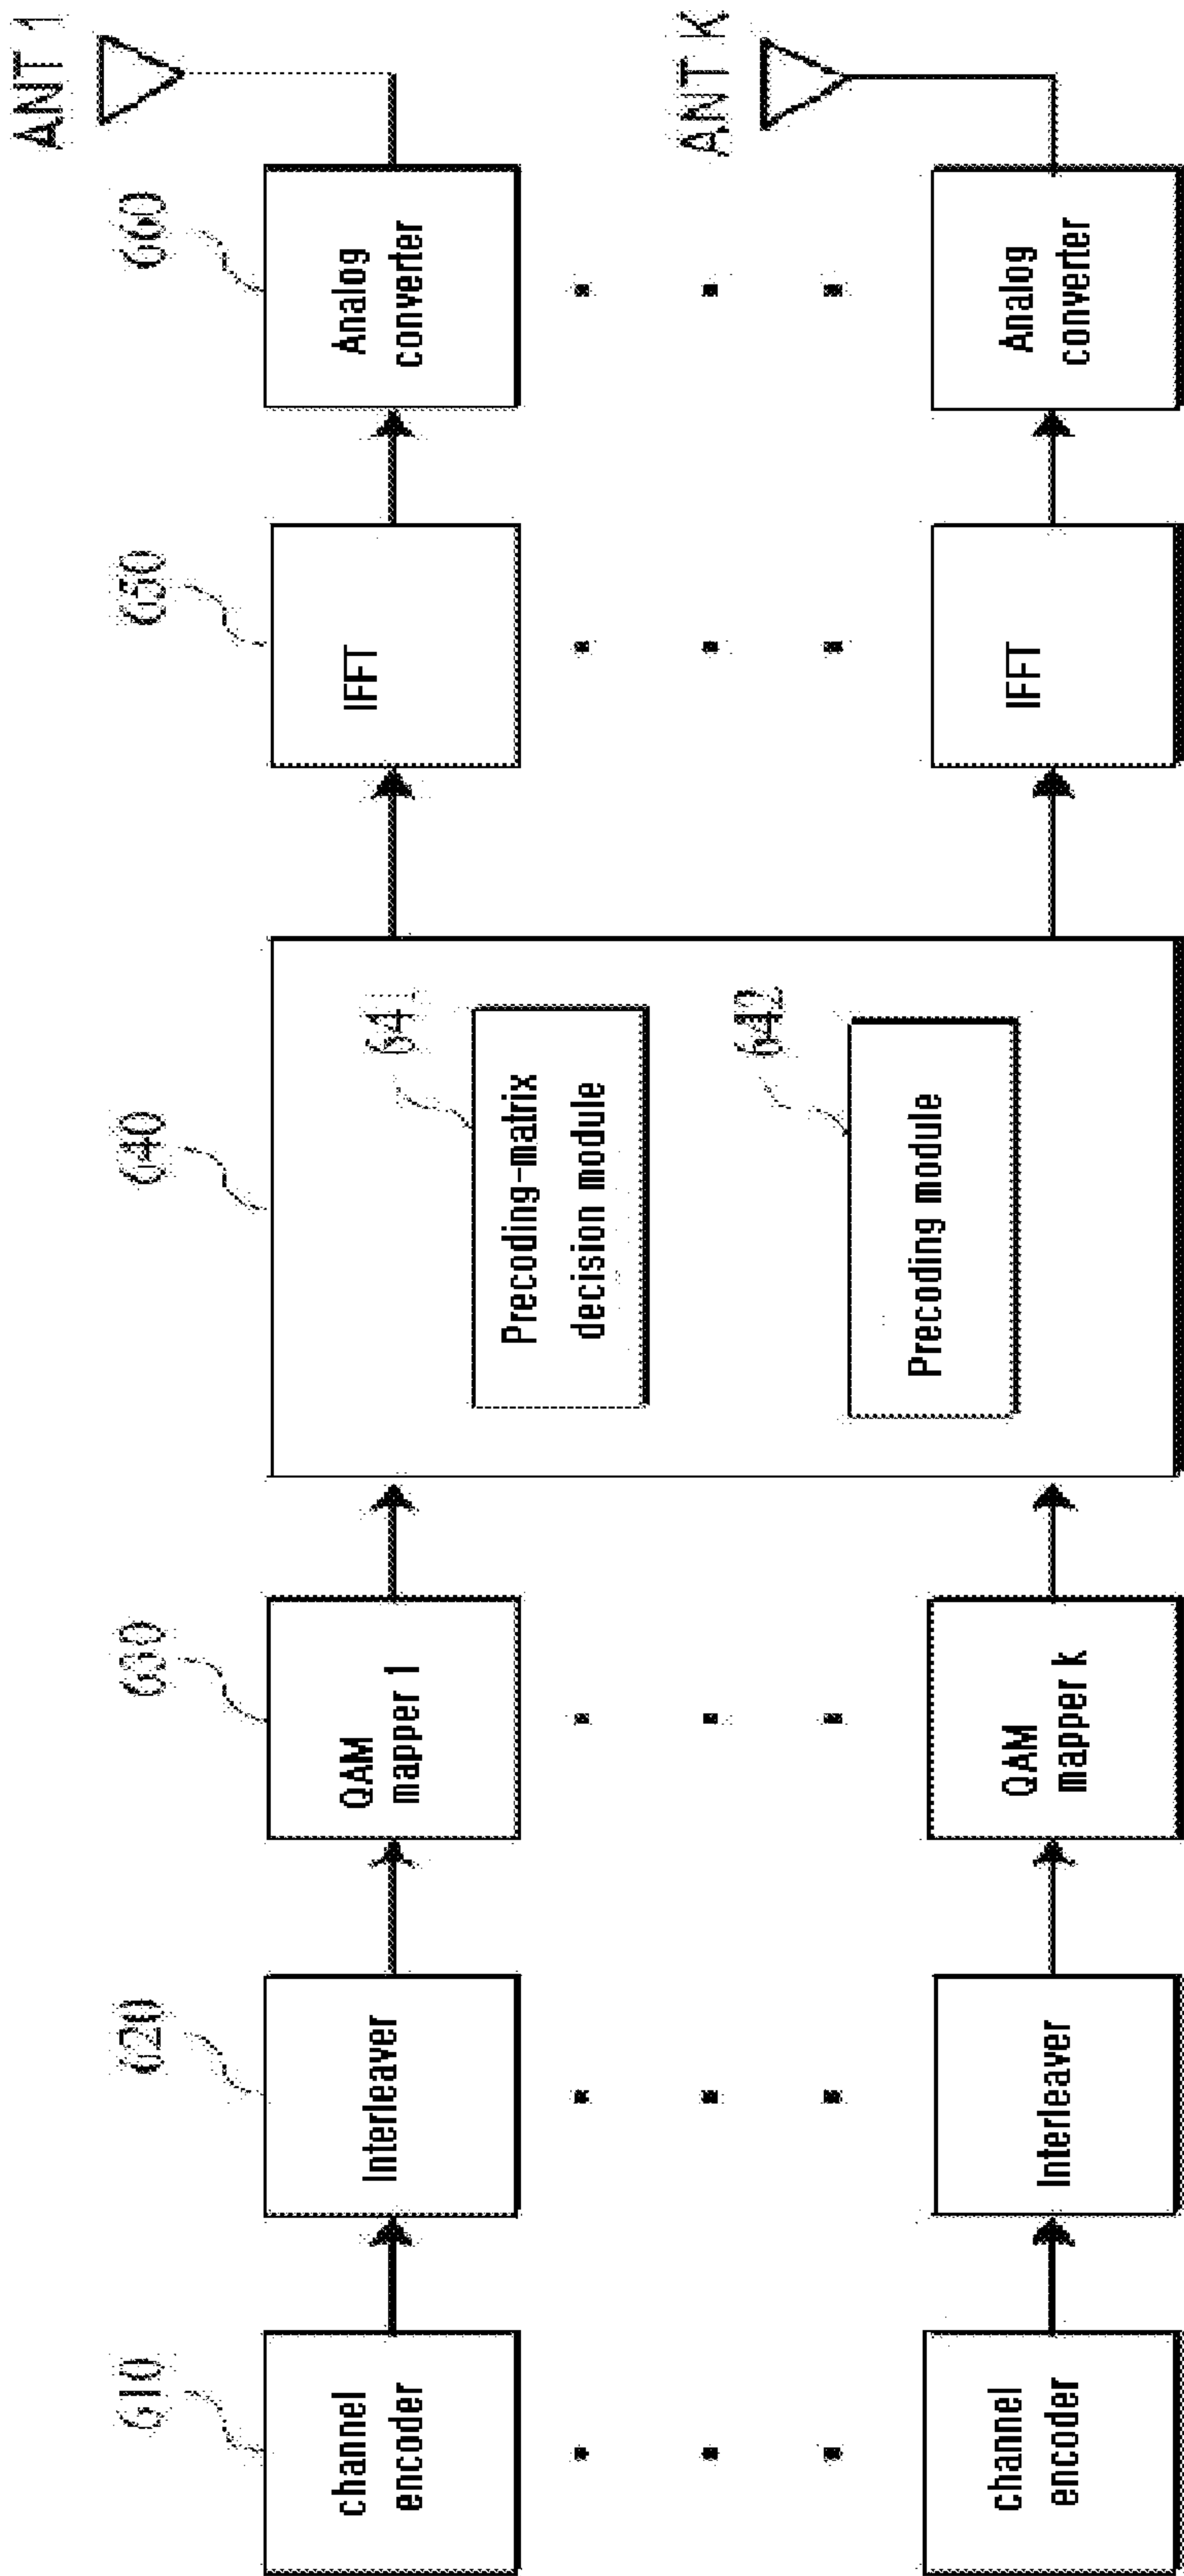 610
620
630
640
650
660
ANT 1
channel
encoder
Interleaver
QAM
mapper 1
641
Precoding-matrix
decision module
642
Precoding module
IFFT
Analog
converter
ANT K
channel
encoder
Interleaver
QAM
mapper k
IFFT
Analog
converter